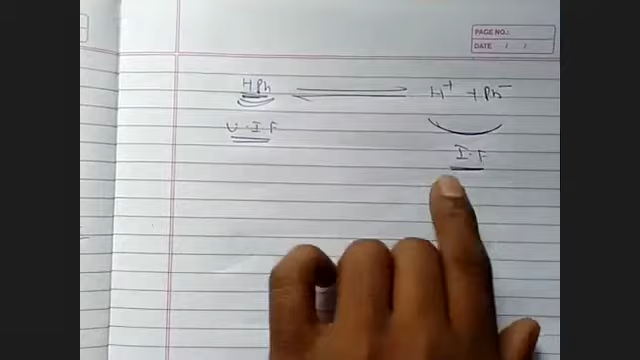 PAGE NO.:
DATE / /
HPh ⇌ H⁺ + Ph⁻
U.I.F
I.F